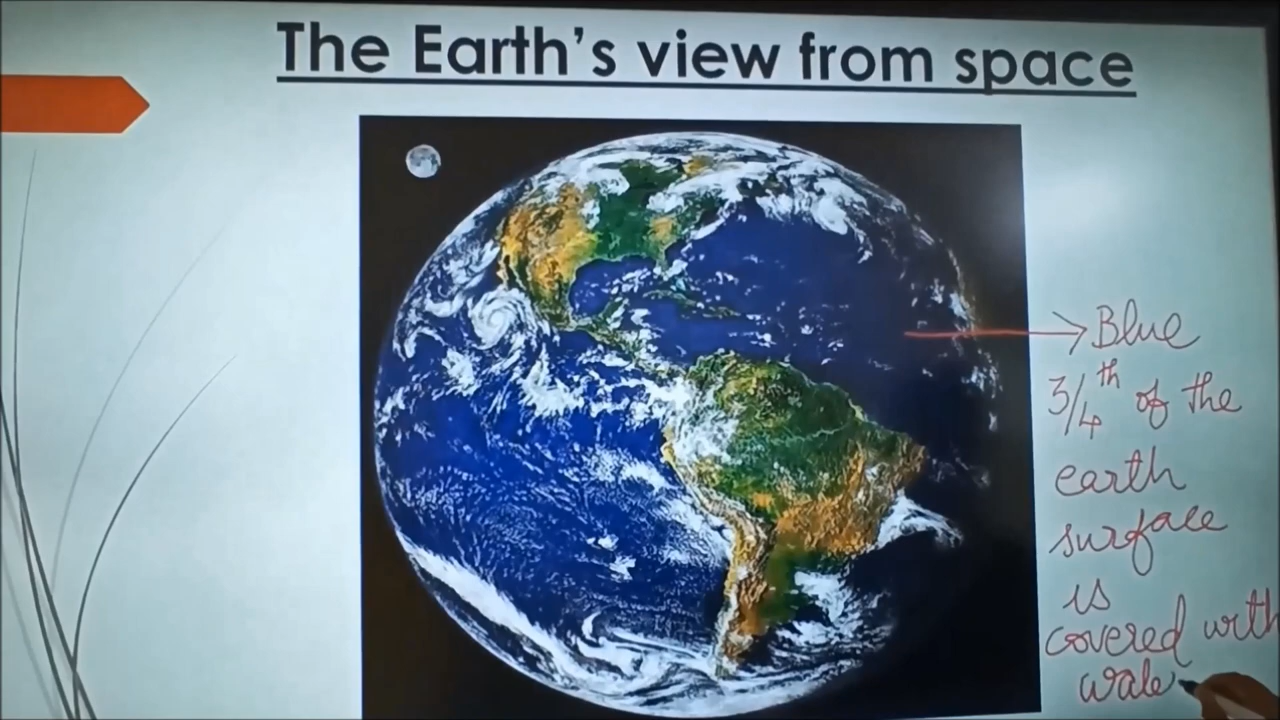 The Earth's view from space
Blue
3/4th of the
earth
surface
is
covered with
wate